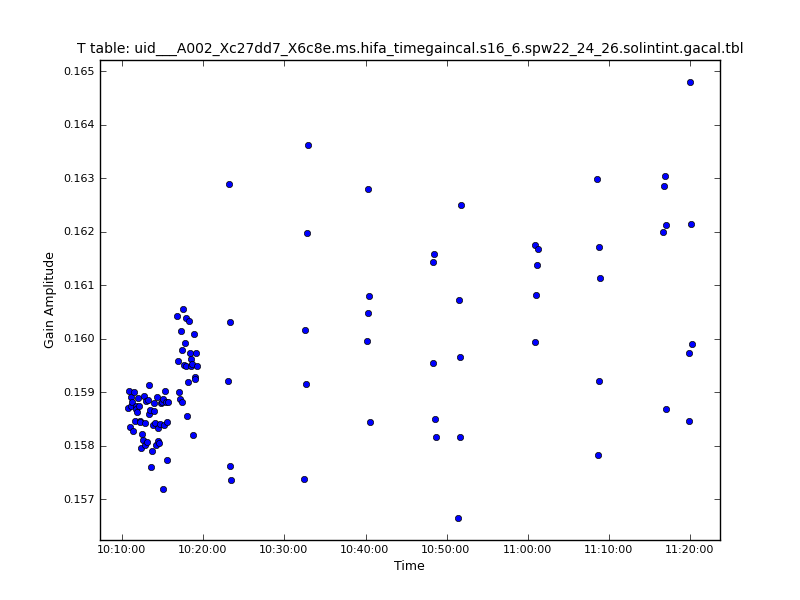 T table: uid___A002_Xc27dd7_X6c8e.ms.hifa_timegaincal.s16_6.spw22_24_26.solintint.gacal.tbl
0.165
0.164
0.163
0.162
0.161
0.160
0.159
0.158
0.157
Gain Amplitude
10:10:00 10:20:00 10:30:00 10:40:00 10:50:00 11:00:00 11:10:00 11:20:00
Time